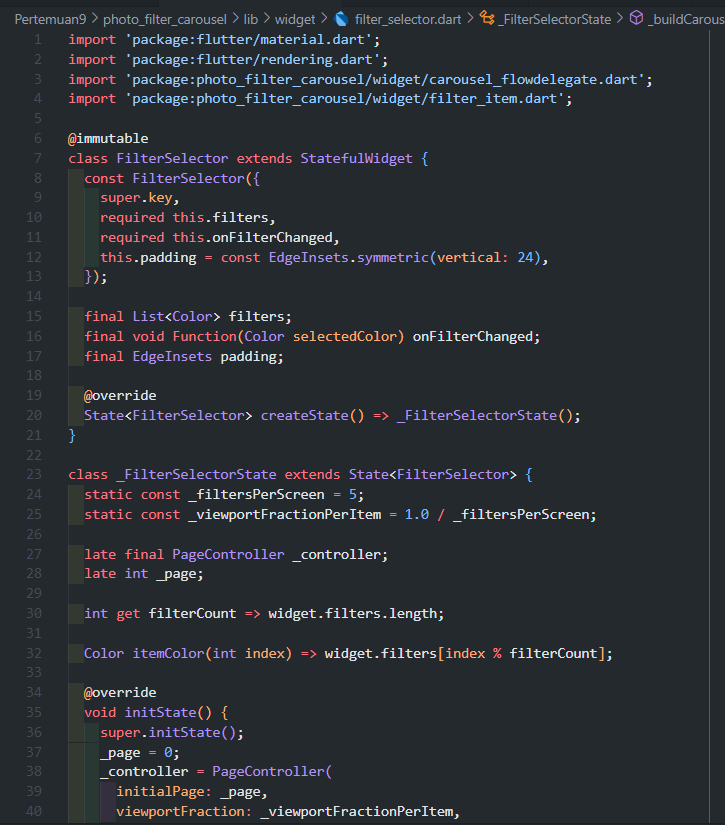 Pertemuan9 > photo_filter_carousel > lib > widget > filter_selector.dart > _FilterSelectorState > _buildCarous
1 import 'package:flutter/material.dart';
2 import 'package:flutter/rendering.dart';
3 import 'package:photo_filter_carousel/widget/carousel_flowdelegate.dart';
4 import 'package:photo_filter_carousel/widget/filter_item.dart';
5
6 @immutable
7 class FilterSelector extends StatefulWidget {
8   const FilterSelector({
9     super.key,
10     required this.filters,
11     required this.onFilterChanged,
12     this.padding = const EdgeInsets.symmetric(vertical: 24),
13   });
14
15   final List<Color> filters;
16   final void Function(Color selectedColor) onFilterChanged;
17   final EdgeInsets padding;
18
19   @override
20   State<FilterSelector> createState() => _FilterSelectorState();
21 }
22
23 class _FilterSelectorState extends State<FilterSelector> {
24   static const _filtersPerScreen = 5;
25   static const _viewportFractionPerItem = 1.0 / _filtersPerScreen;
26
27   late final PageController _controller;
28   late int _page;
29
30   int get filterCount => widget.filters.length;
31
32   Color itemColor(int index) => widget.filters[index % filterCount];
33
34   @override
35   void initState() {
36     super.initState();
37     _page = 0;
38     _controller = PageController(
39       initialPage: _page,
40       viewportFraction: _viewportFractionPerItem,